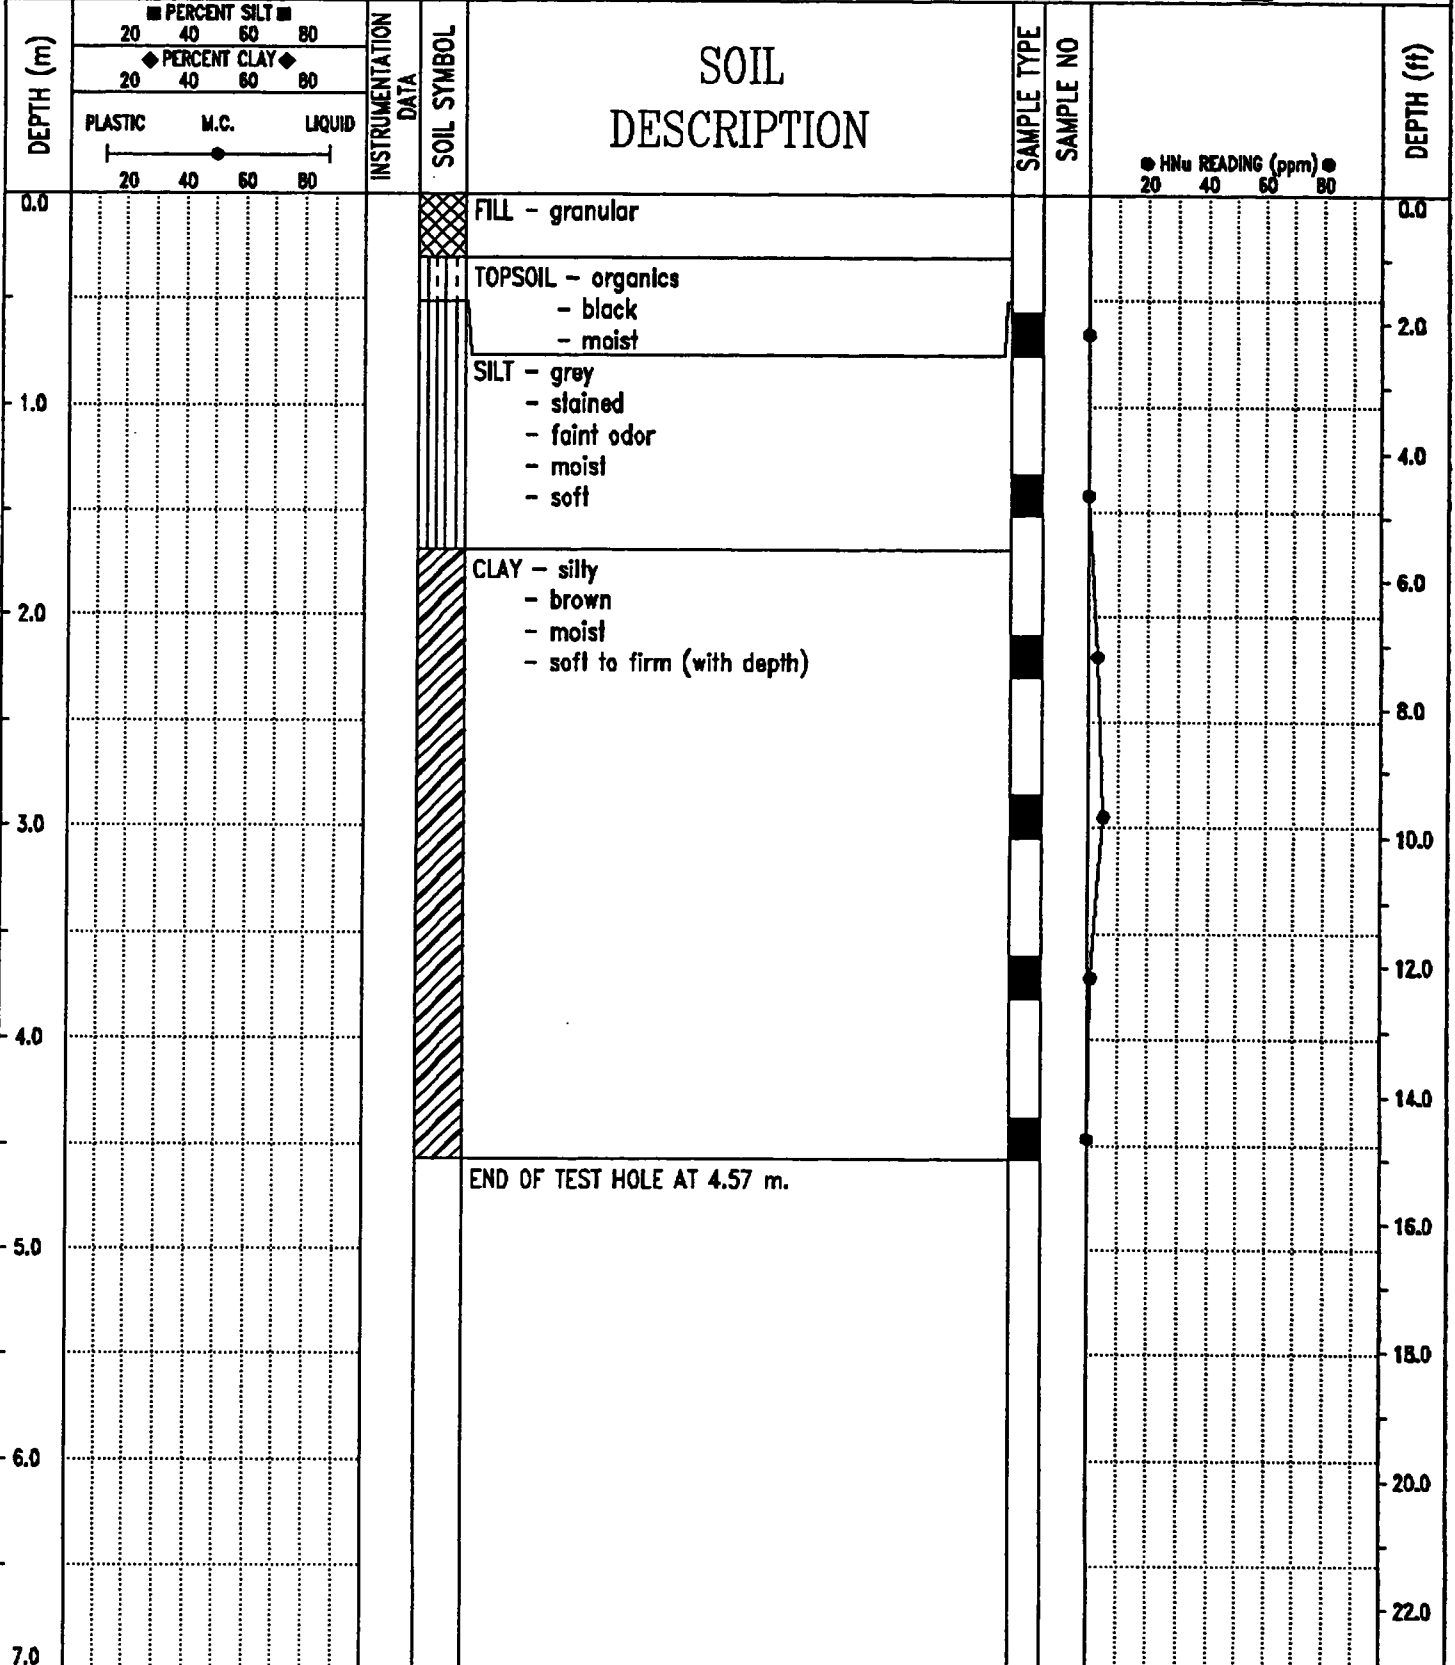 ■ PERCENT SILT ■
20 40 60 80
◆ PERCENT CLAY ◆
20 40 60 80
PLASTIC M.C. LIQUID
20 40 60 80
DEPTH (m)
INSTRUMENTATION
DATA
SOIL SYMBOL
SOIL
DESCRIPTION
SAMPLE TYPE
SAMPLE NO
● HNu READING (ppm) ●
20 40 60 80
DEPTH (ft)
0.0
1.0
2.0
3.0
4.0
5.0
6.0
7.0
FILL - granular
TOPSOIL - organics
- black
- moist
SILT - grey
- stained
- faint odor
- moist
- soft
CLAY - silty
- brown
- moist
- soft to firm (with depth)
END OF TEST HOLE AT 4.57 m.
0.0
2.0
4.0
6.0
8.0
10.0
12.0
14.0
16.0
18.0
20.0
22.0